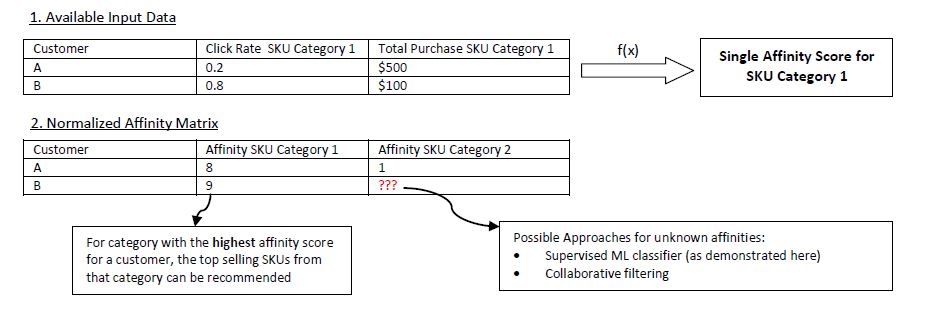 1. Available Input Data
Customer Click Rate SKU Category 1 Total Purchase SKU Category 1
A 0.2 $500
B 0.8 $100
f(x)
Single Affinity Score for
SKU Category 1
2. Normalized Affinity Matrix
Customer Affinity SKU Category 1 Affinity SKU Category 2
A 8 1
B 9 ???
For category with the highest affinity score
for a customer, the top selling SKUs from
that category can be recommended
Possible Approaches for unknown affinities:
• Supervised ML classifier (as demonstrated here)
• Collaborative filtering